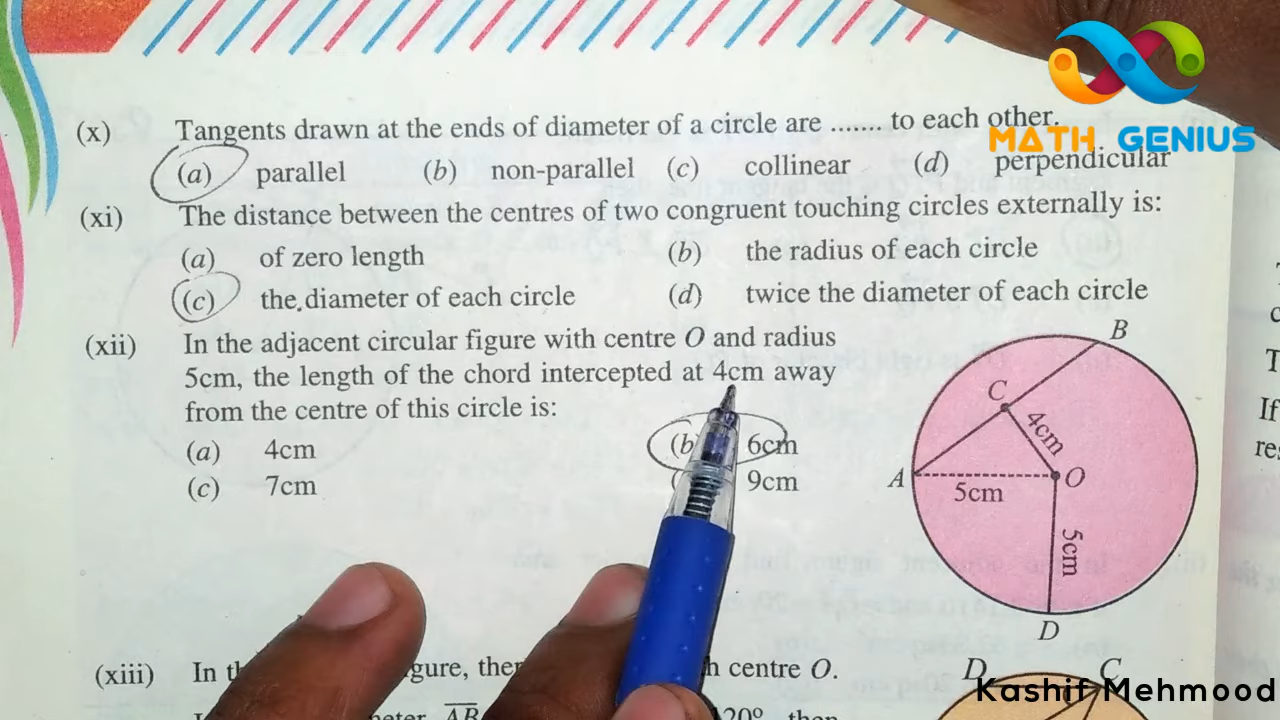 MATH GENIUS
(x) Tangents drawn at the ends of diameter of a circle are ....... to each other.
(a) parallel (b) non-parallel (c) collinear (d) perpendicular
(xi) The distance between the centres of two congruent touching circles externally is:
(a) of zero length (b) the radius of each circle
(c) the diameter of each circle (d) twice the diameter of each circle
(xii) In the adjacent circular figure with centre O and radius
5cm, the length of the chord intercepted at 4cm away
from the centre of this circle is:
(a) 4cm (b) 6cm
(c) 7cm 9cm
B
C
4cm
A
O
5cm
5cm
D
(xiii) In centre O.
D C
Kashif Mehmood
AB then
If